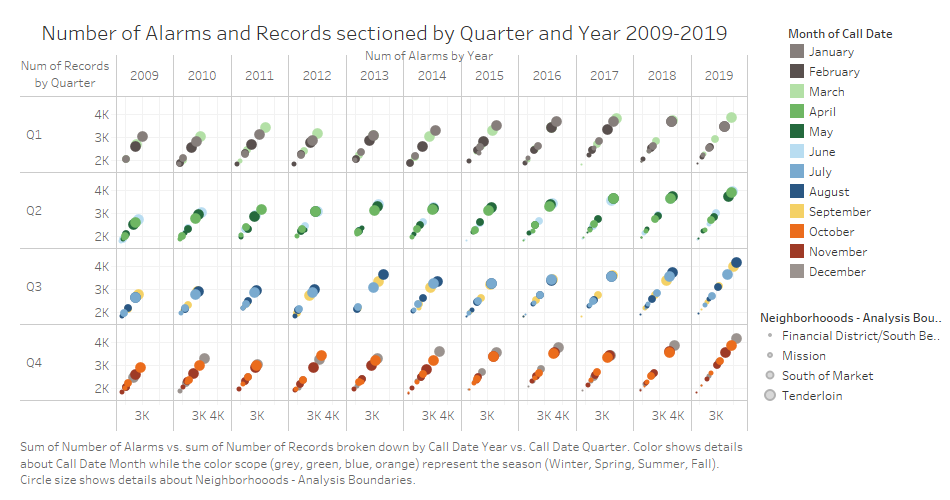 Number of Alarms and Records sectioned by Quarter and Year 2009-2019
Num of Alarms by Year
Num of Records
by Quarter
2009 2010 2011 2012 2013 2014 2015 2016 2017 2018 2019
Q1
4K
3K
2K
Q2
4K
3K
2K
Q3
4K
3K
2K
Q4
4K
3K
2K
3K 3K 4K 3K 3K 4K 3K 3K 4K 3K 3K 4K 3K 3K 4K 3K
Sum of Number of Alarms vs. sum of Number of Records broken down by Call Date Year vs. Call Date Quarter. Color shows details
about Call Date Month while the color scope (grey, green, blue, orange) represent the season (Winter, Spring, Summer, Fall).
Circle size shows details about Neighborhooods - Analysis Boundaries.
Month of Call Date
January
February
March
April
May
June
July
August
September
October
November
December
Neighborhooods - Analysis Bou..
Financial District/South Be..
Mission
South of Market
Tenderloin